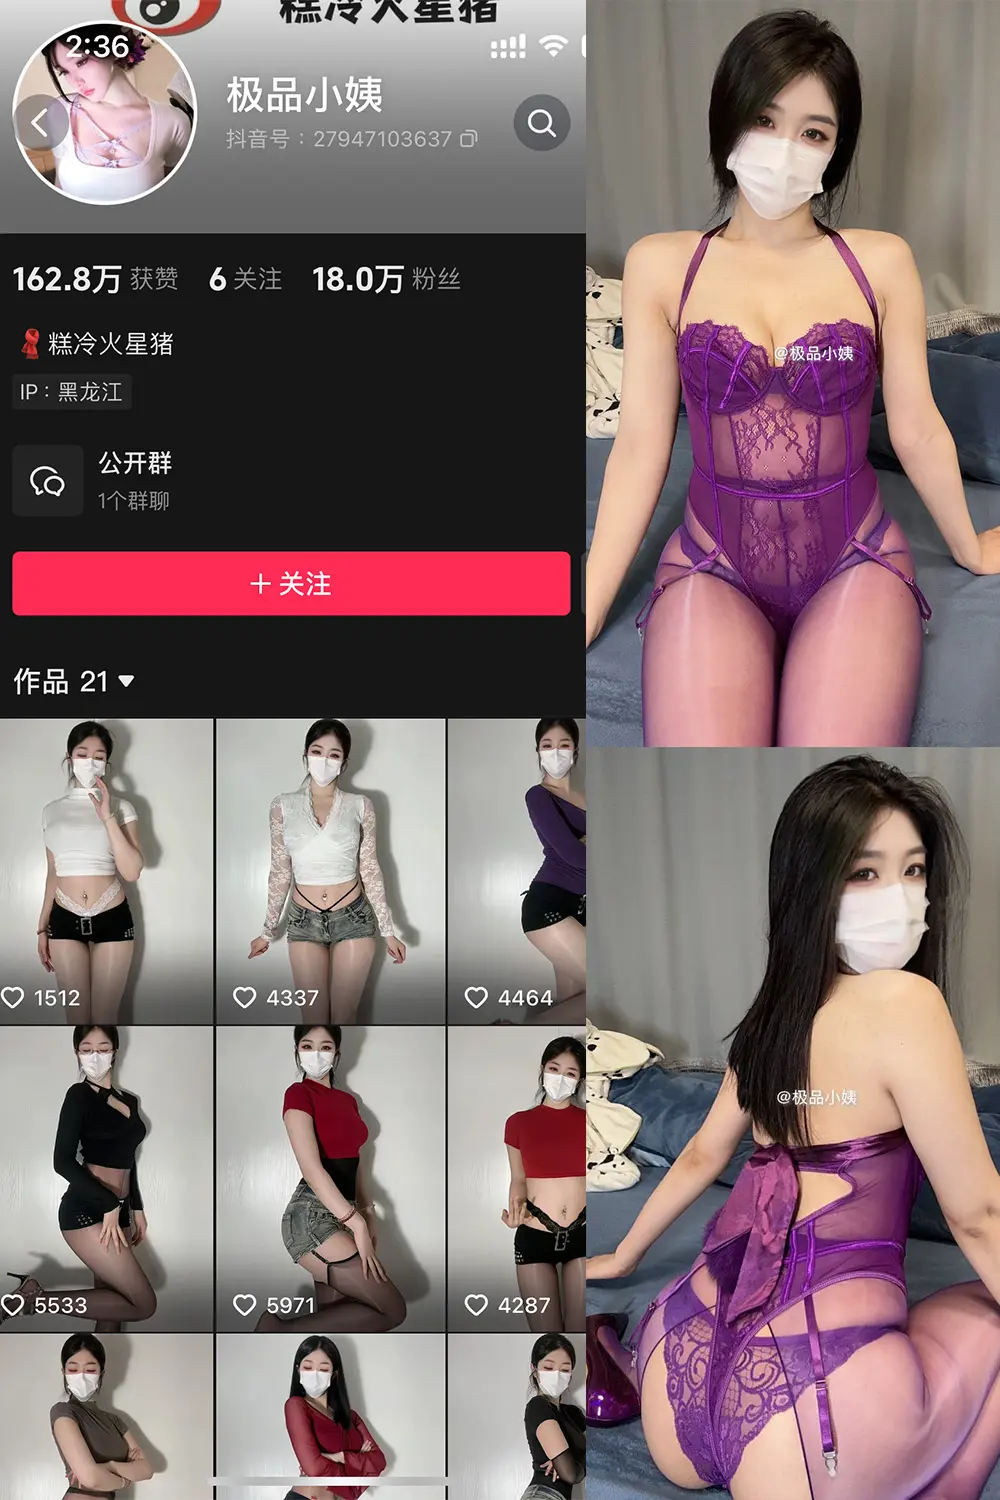 糕冷火星猪
2:36
极品小姨
抖音号：27947103637
162.8万 获赞 6 关注 18.0万 粉丝
糕冷火星猪
IP：黑龙江
公开群
1个群聊
+ 关注
作品 21
1512
4337
4464
5533
5971
4287
@极品小姨
@极品小姨